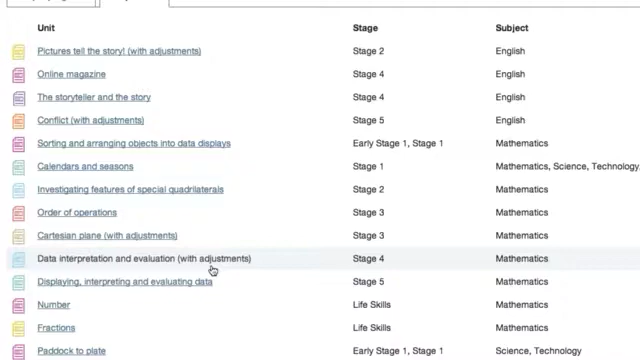 Unit Stage Subject
Pictures tell the story! (with adjustments) Stage 2 English
Online magazine Stage 4 English
The storyteller and the story Stage 4 English
Conflict (with adjustments) Stage 5 English
Sorting and arranging objects into data displays Early Stage 1, Stage 1 Mathematics
Calendars and seasons Stage 1 Mathematics, Science, Technology,
Investigating features of special quadrilaterals Stage 2 Mathematics
Order of operations Stage 3 Mathematics
Cartesian plane (with adjustments) Stage 3 Mathematics
Data interpretation and evaluation (with adjustments) Stage 4 Mathematics
Displaying, interpreting and evaluating data Stage 5 Mathematics
Number Life Skills Mathematics
Fractions Life Skills Mathematics
Paddock to plate Early Stage 1, Stage 1 Science, Technology